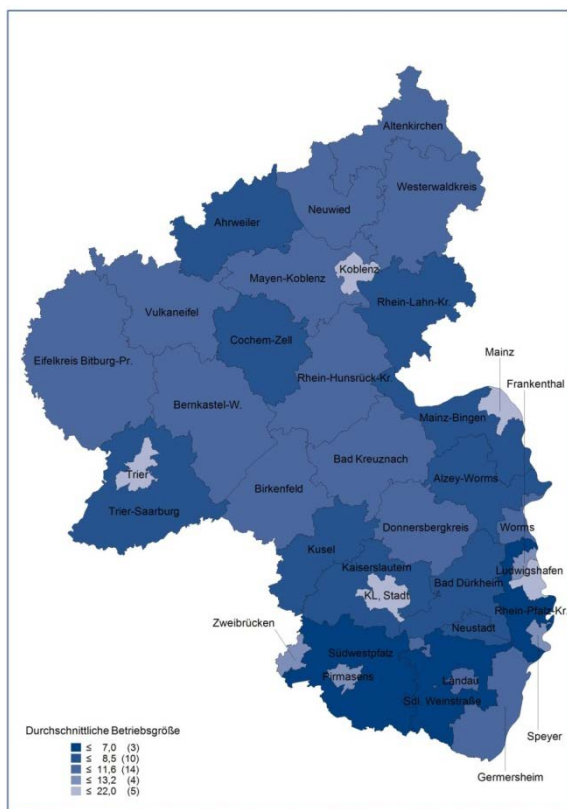 Altenkirchen
Westerwaldkreis
Neuwied
Ahrweiler
Koblenz
Mayen-Koblenz
Rhein-Lahn-Kr.
Vulkaneifel
Cochem-Zell
Mainz
Eifelkreis Bitburg-Pr.
Frankenthal
Rhein-Hunsrück-Kr.
Bernkastel-W.
Mainz-Bingen
Bad Kreuznach
Trier
Alzey-Worms
Birkenfeld
Trier-Saarburg
Donnersbergkreis
Worms
Kusel
Kaiserslautern
Ludwigshafen
Bad Dürkheim
KL, Stadt
Rhein-Pfalz-Kr.
Zweibrücken
Neustadt
Südwestpfalz
Pirmasens
Landau
Sdl. Weinstraße
Speyer
Germersheim
Durchschnittliche Betriebsgröße
≤ 7,0 (3)
≤ 8,5 (10)
≤ 11,6 (14)
≤ 13,2 (4)
≤ 22,0 (5)